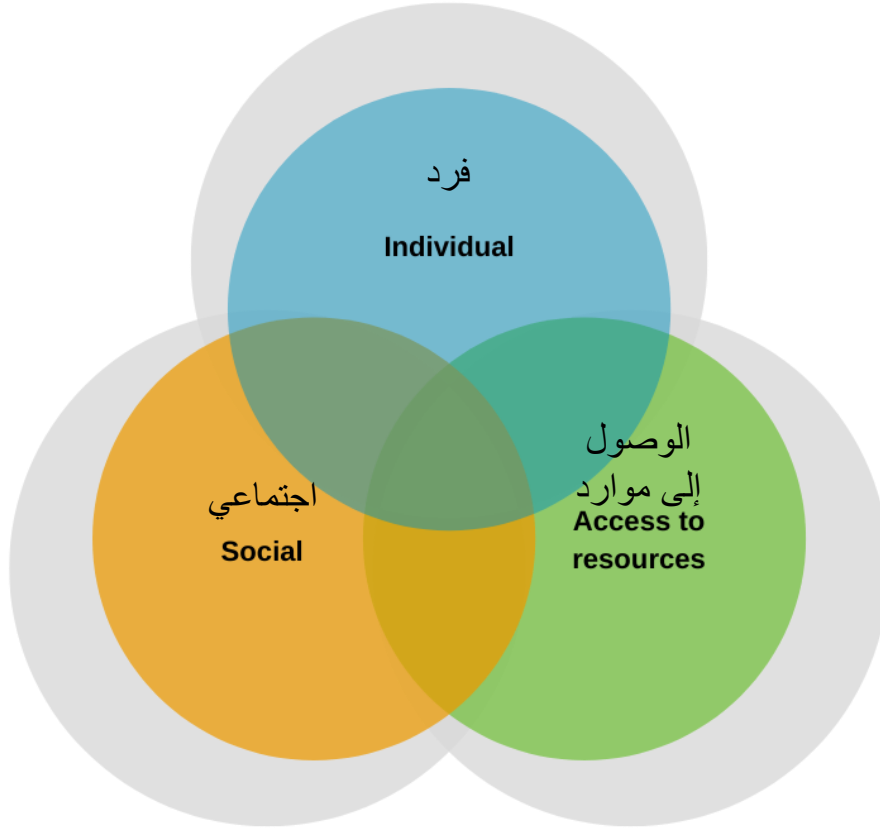 فرد
Individual
اجتماعي
Social
الوصول
إلى موارد
Access to
resources